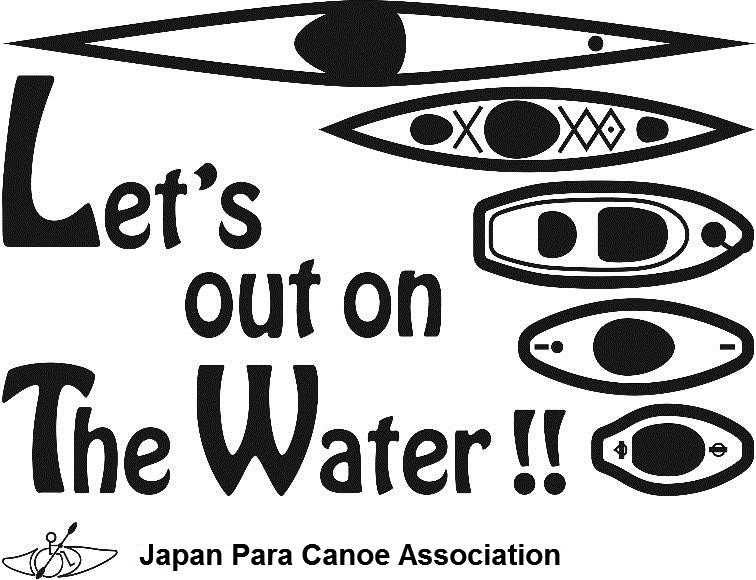 Let's
out on
The Water !!
Japan Para Canoe Association